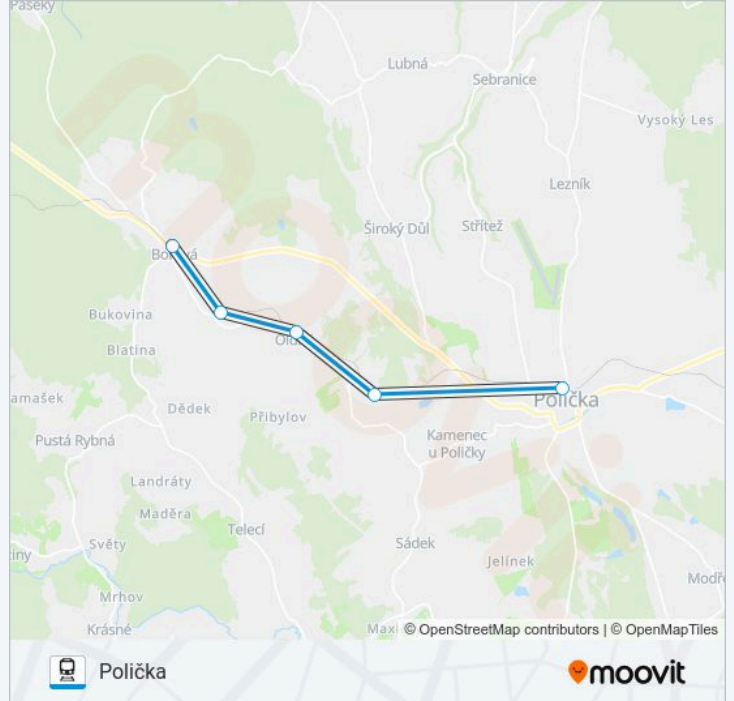 Paseky
Lubná
Sebranice
Vysoký Les
Lezník
Široký Důl
Střítež
Bukovina
Blatina
amašek
Dědek
Přibylov
Polička
Kamenec
u Poličky
Pustá Rybná
Landráty
Maděra
Telecí
Světy
Sádek
Jelínek
Mrhov
Krásné
© OpenStreetMap contributors | © OpenMapTiles
Polička
moovit